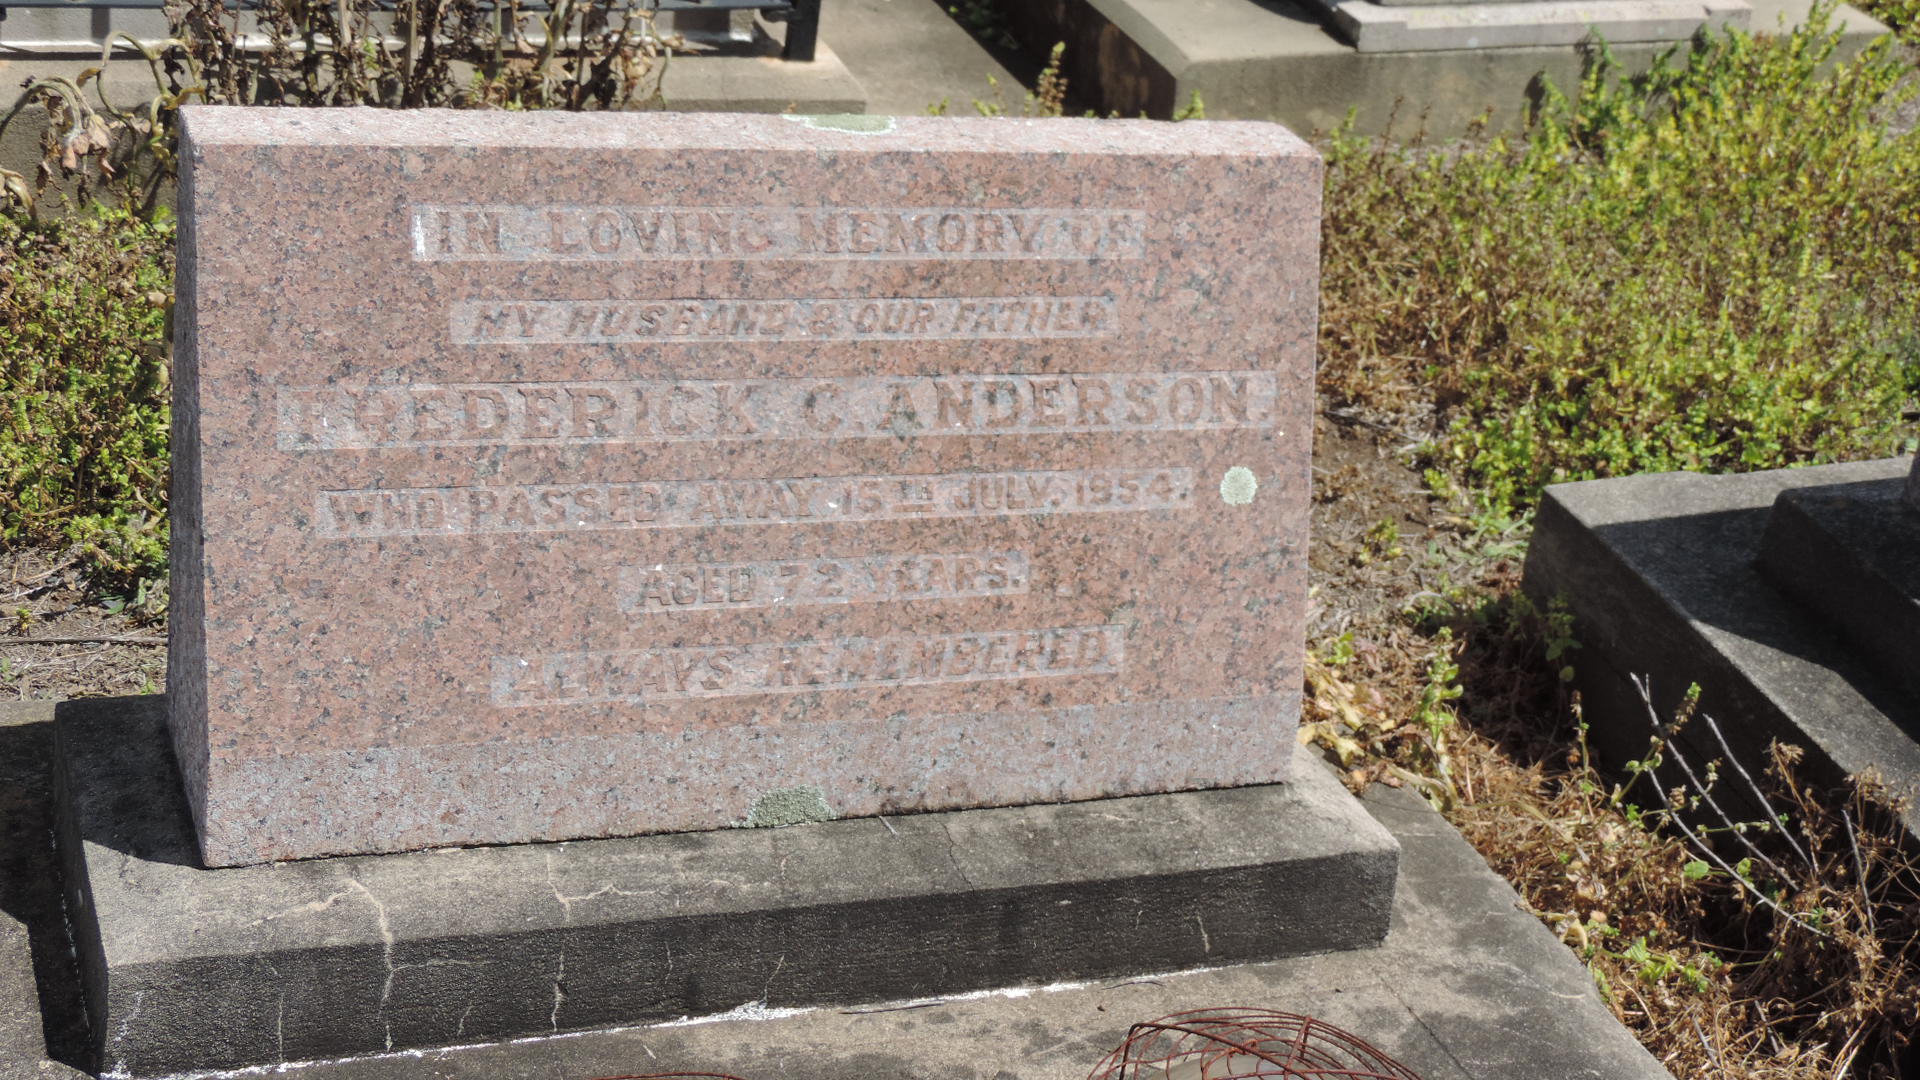 IN LOVING MEMORY OF
MY HUSBAND & OUR FATHER
FREDERICK C. ANDERSON.
WHO PASSED AWAY 15TH JULY, 1954.
AGED 72 YEARS.
ALWAYS REMEMBERED.